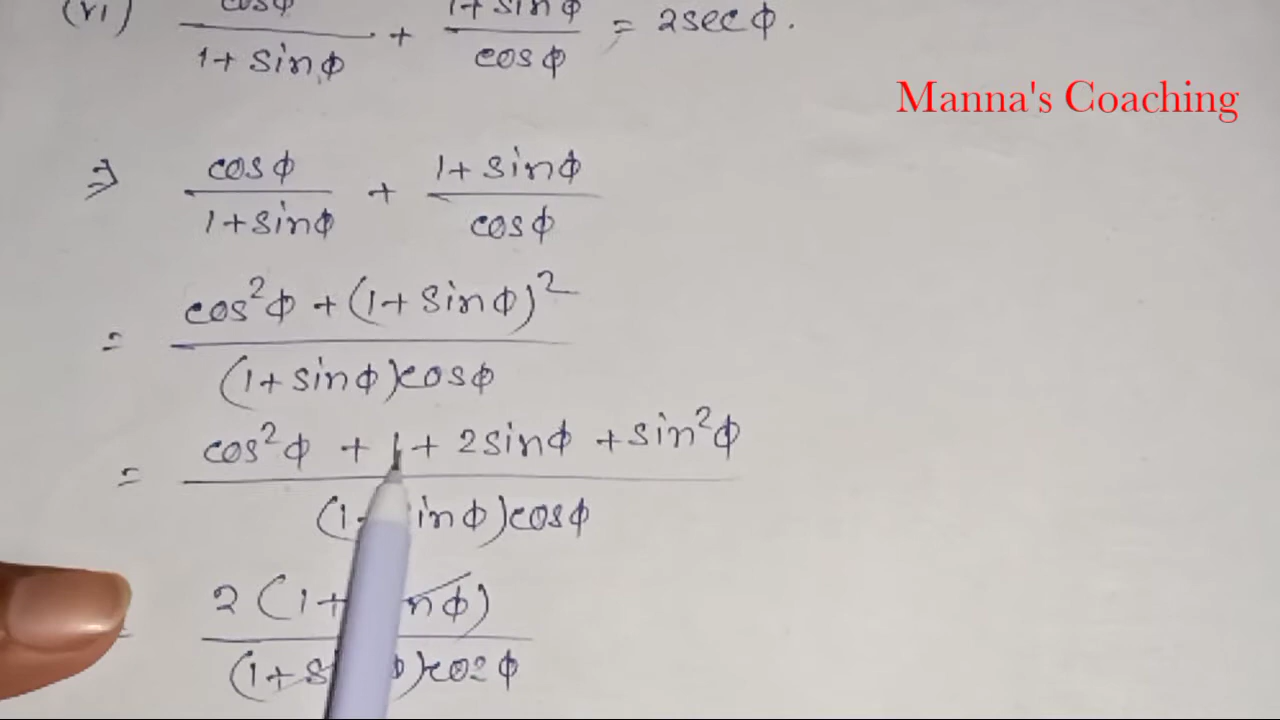 (vi) cosϕ/1+sinϕ + 1+sinϕ/cosϕ = 2secϕ.
Manna's Coaching
⇒ cosϕ/1+sinϕ + 1+sinϕ/cosϕ
= cos²ϕ+(1+sinϕ)²/(1+sinϕ)cosϕ
= cos²ϕ + 1 + 2sinϕ + sin²ϕ/(1+sinϕ)cosϕ
= 2(1+sinϕ)/(1+sinϕ)cosϕ